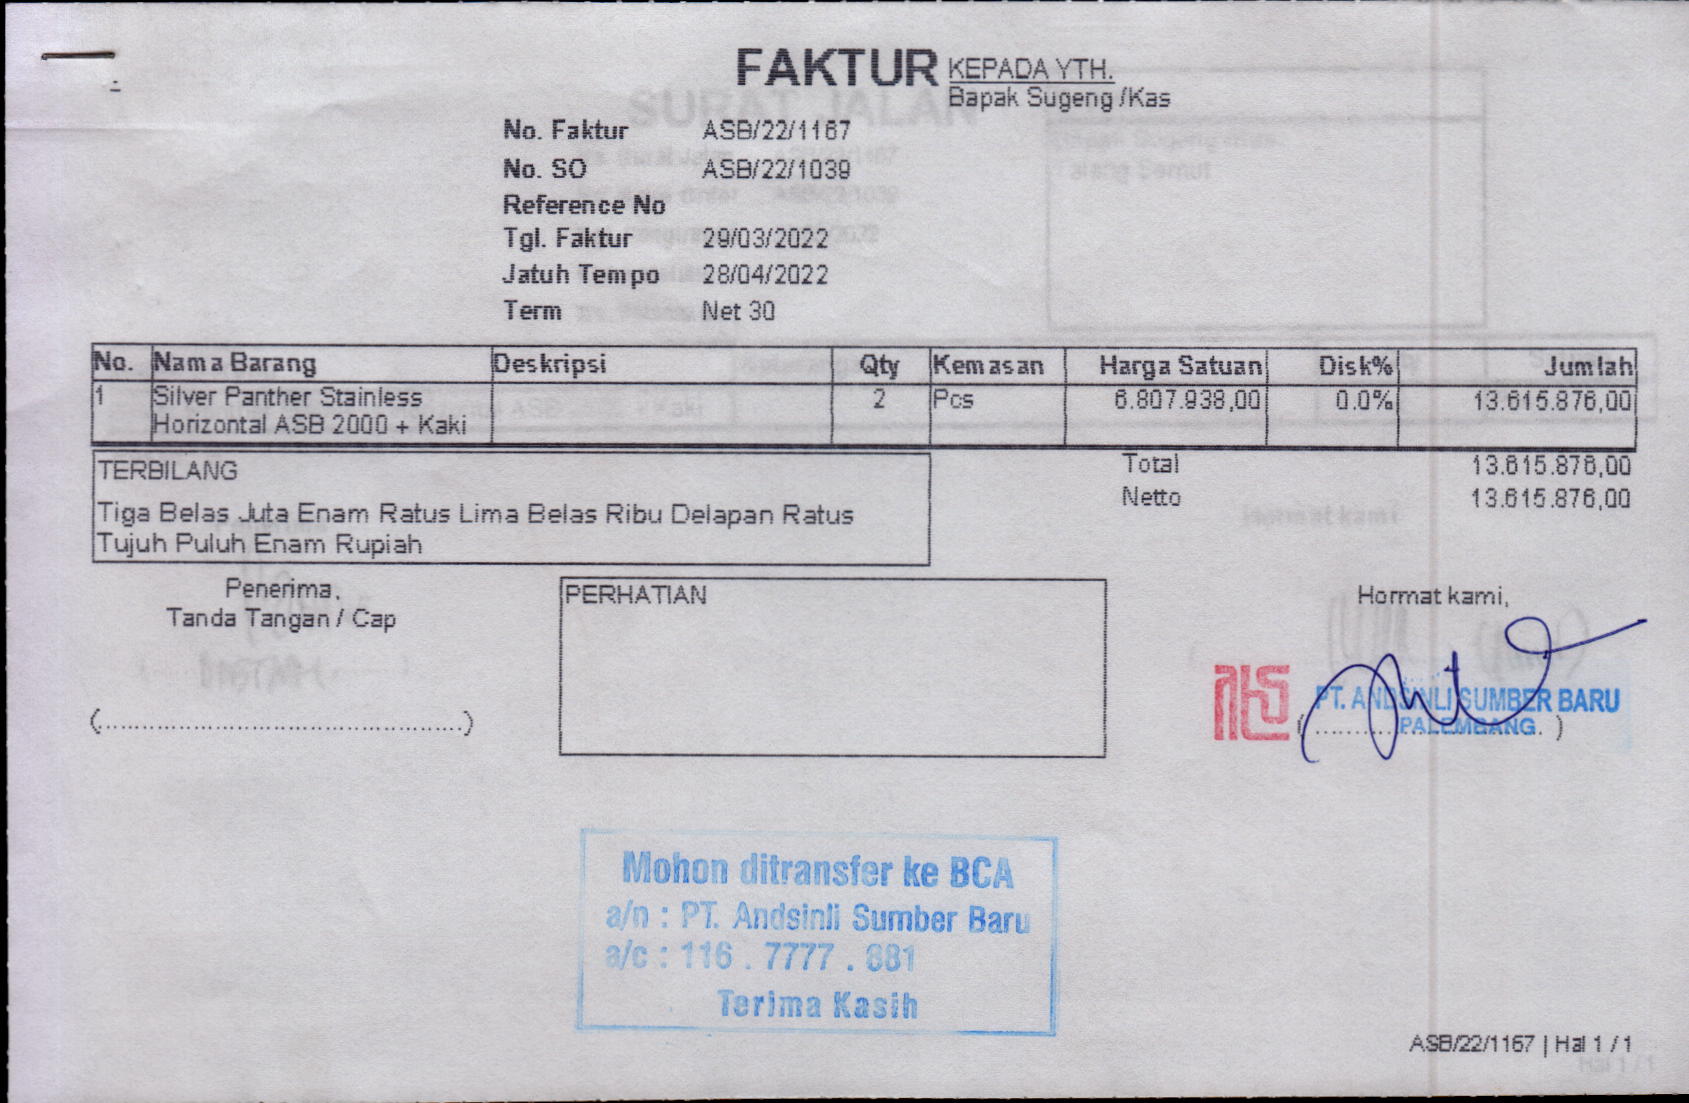 FAKTUR
KEPADA YTH.
Bapak Sugeng /Kas
No. Faktur ASB/22/1167
No. SO ASB/22/1039
Reference No
Tgl. Faktur 29/03/2022
Jatuh Tempo 28/04/2022
Term Net 30
No. Nama Barang Deskripsi Qty Kemasan Harga Satuan Disk% Jumlah
1 Silver Panther Stainless 2 Pcs 6.807.938,00 0.0% 13.615.876,00
Horizontal ASB 2000 + Kaki
TERBILANG
Tiga Belas Juta Enam Ratus Lima Belas Ribu Delapan Ratus
Tujuh Puluh Enam Rupiah
Total 13.615.876,00
Netto 13.615.876,00
Penerima,
Tanda Tangan / Cap
(................................................)
PERHATIAN
Hormat kami,
PT. ANDSINLI SUMBER BARU
PALEMBANG
Mohon ditransfer ke BCA
a/n : PT. Andsinli Sumber Baru
a/c : 116 . 7777 .
Terima Kasih
ASB/22/1167 | Hal 1 / 1